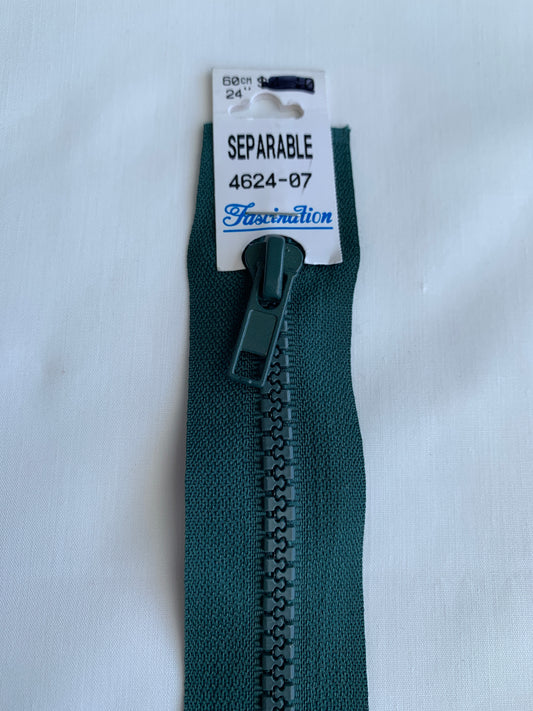 60CM $
24"
SEPARABLE
4624-07
Fascination